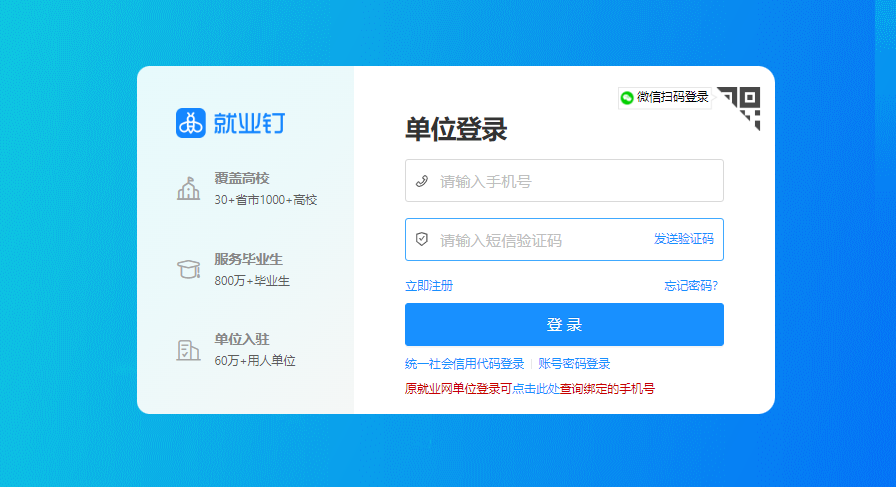 就业钉
覆盖高校
30+省市1000+高校
服务毕业生
800万+毕业生
单位入驻
60万+用人单位
微信扫码登录
单位登录
请输入手机号
请输入短信验证码
发送验证码
立即注册
忘记密码?
登 录
统一社会信用代码登录 | 账号密码登录
原就业网单位登录可点击此处查询绑定的手机号